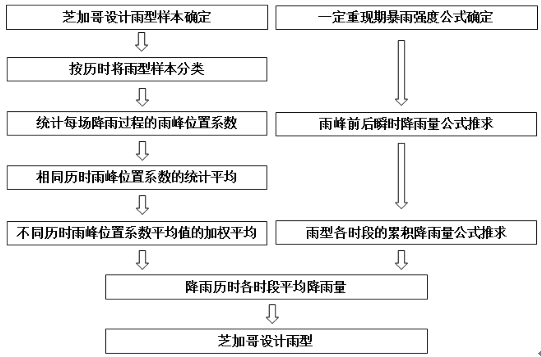 芝加哥设计雨型样本确定
一定重现期暴雨强度公式确定
按历时将雨型样本分类
统计每场降雨过程的雨峰位置系数
雨峰前后瞬时降雨量公式推求
相同历时雨峰位置系数的统计平均
不同历时雨峰位置系数平均值的加权平均
雨型各时段的累积降雨量公式推求
降雨历时各时段平均降雨量
芝加哥设计雨型